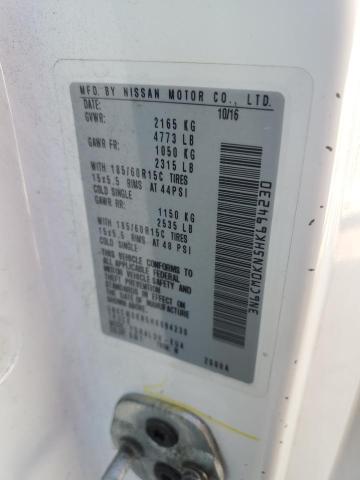 MFD BY NISSAN MOTOR CO., LTD.
DATE: 10/16
GVWR: 2165 KG
4773 LB
GAWR FR: 1050 KG
2315 LB
WITH 185/60R15C TIRES
15x5.5 RIMS AT 44PSI
COLD SINGLE
GAWR RR: 1150 KG
2535 LB
WITH 185/60R15C TIRES
15x5.5 RIMS AT 48 PSI
COLD SINGLE
THIS VEHICLE CONFORMS TO
ALL APPLICABLE FEDERAL
MOTOR VEHICLE SAFETY AND
THEFT PREVENTION STANDARDS
IN EFFECT ON THE DATE OF
MANUFACTURE SHOWN ABOVE.
3N6CM0KN5HK694230
TRUCK
3N6CM0KN5HK694230